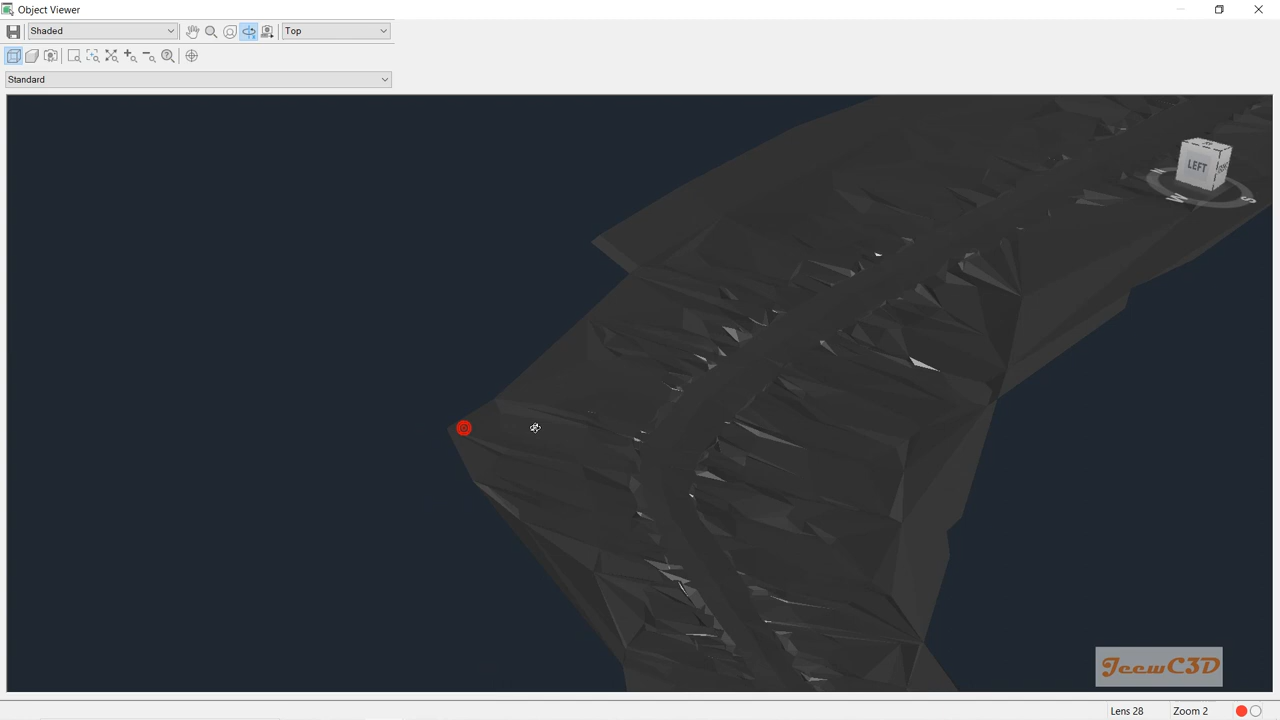 Object Viewer
Shaded
Top
Standard
LEFT
W
S
JeewC3D
Lens 28
Zoom 2